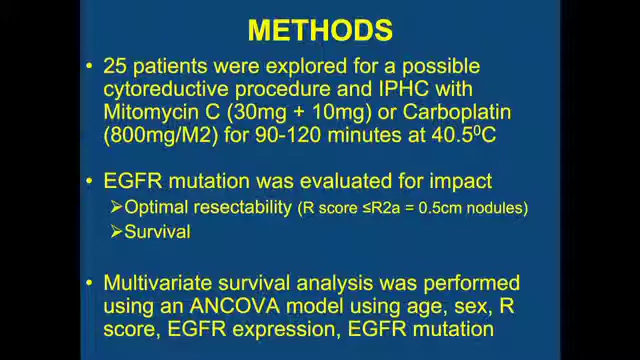 METHODS
• 25 patients were explored for a possible
cytoreductive procedure and IPHC with
Mitomycin C (30mg + 10mg) or Carboplatin
(800mg/M2) for 90-120 minutes at 40.5⁰C
• EGFR mutation was evaluated for impact
➢Optimal resectability (R score ≤R2a = 0.5cm nodules)
➢Survival
• Multivariate survival analysis was performed
using an ANCOVA model using age, sex, R
score, EGFR expression, EGFR mutation